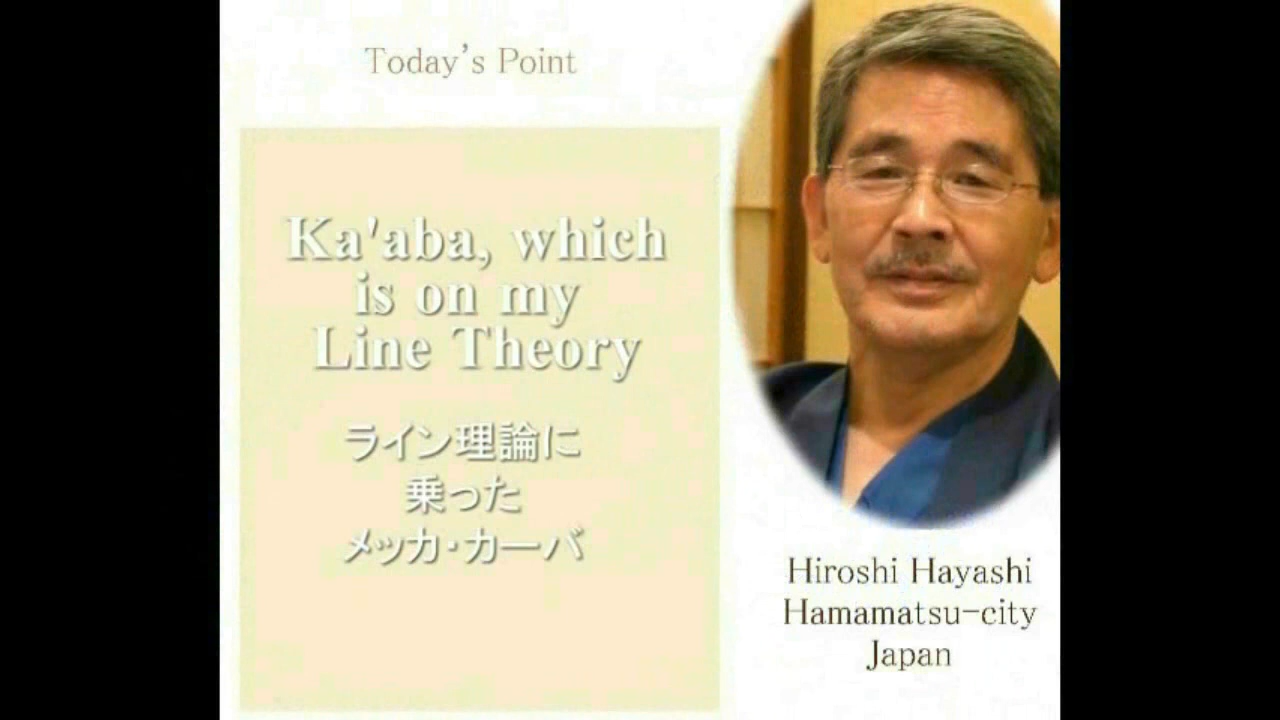 Today's Point
Ka'aba, which
is on my
Line Theory
ライン理論に
乗った
メッカ・カーバ
Hiroshi Hayashi
Hamamatsu-city
Japan